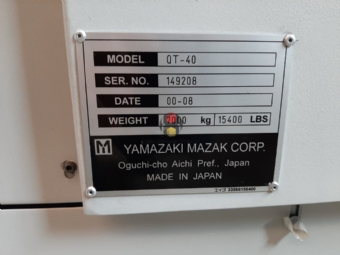 MODEL QT-40
SER. NO. 149208
DATE 00-08
WEIGHT kg 15400 LBS
YAMAZAKI MAZAK CORP.
Oguchi-cho Aichi Pref., Japan
MADE IN JAPAN